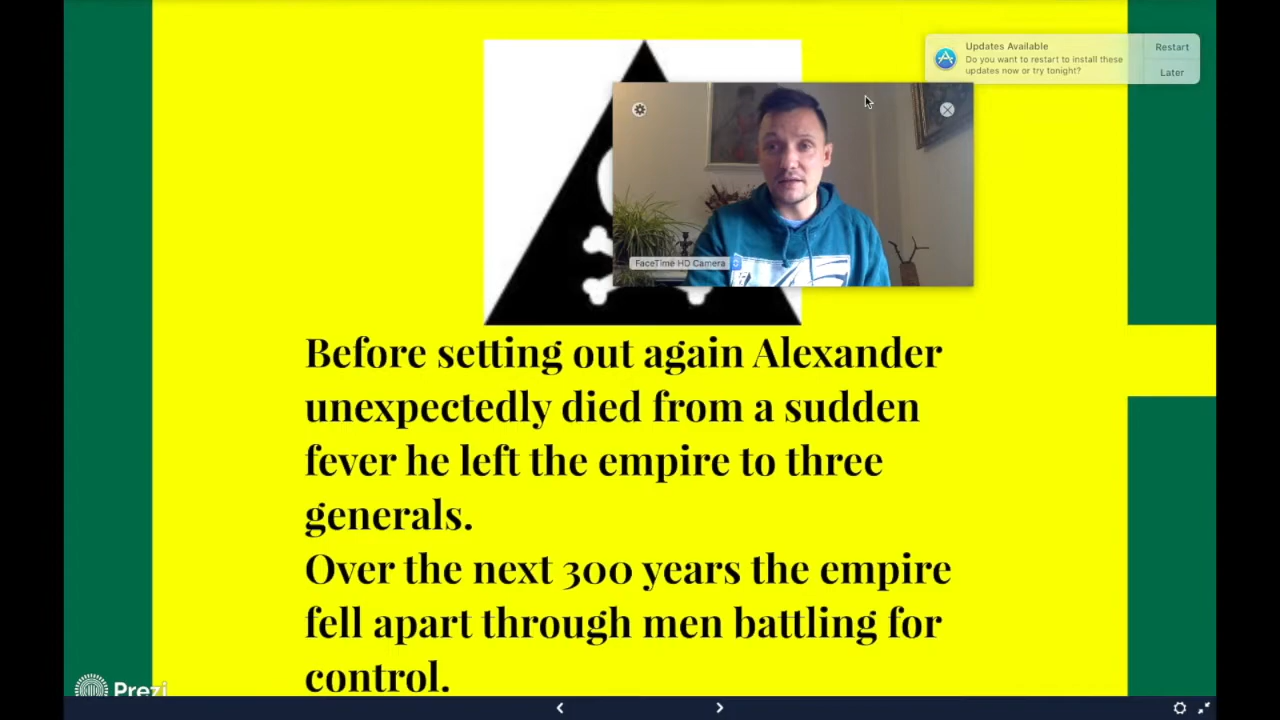 Updates Available
Restart
Do you want to restart to install these
updates now or try tonight?
Later
FaceTime HD Camera
Before setting out again Alexander
unexpectedly died from a sudden
fever he left the empire to three
generals.
Over the next 300 years the empire
fell apart through men battling for
control.
Prezi